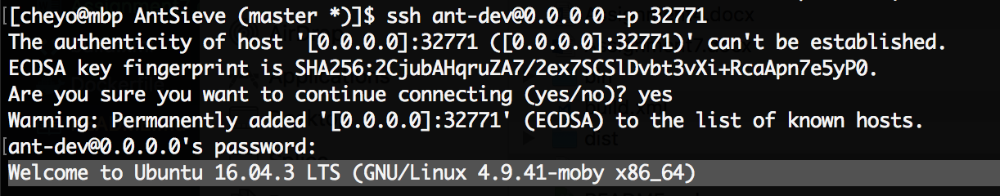 [cheyo@mbp AntSieve (master *)]$ ssh ant-dev@0.0.0.0 -p 32771
The authenticity of host '[0.0.0.0]:32771 ([0.0.0.0]:32771)' can't be established.
ECDSA key fingerprint is SHA256:2CjubAHqruZA7/2ex7SCSlDvbt3vXi+RcaApn7e5yP0.
Are you sure you want to continue connecting (yes/no)? yes
Warning: Permanently added '[0.0.0.0]:32771' (ECDSA) to the list of known hosts.
ant-dev@0.0.0.0's password:
Welcome to Ubuntu 16.04.3 LTS (GNU/Linux 4.9.41-moby x86_64)
dist